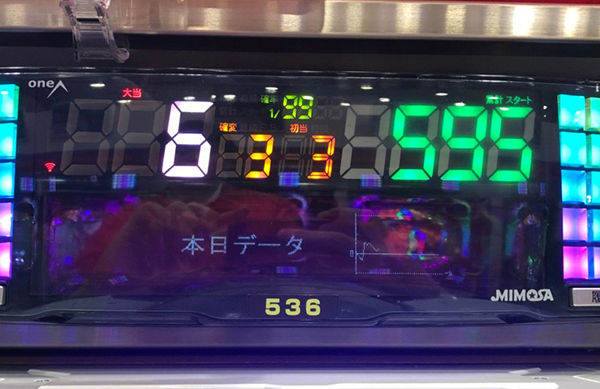 one
大当
6
確率
1/99
確変
3
初当
3
累計 スタート
595
本日データ
536
MIMOSA